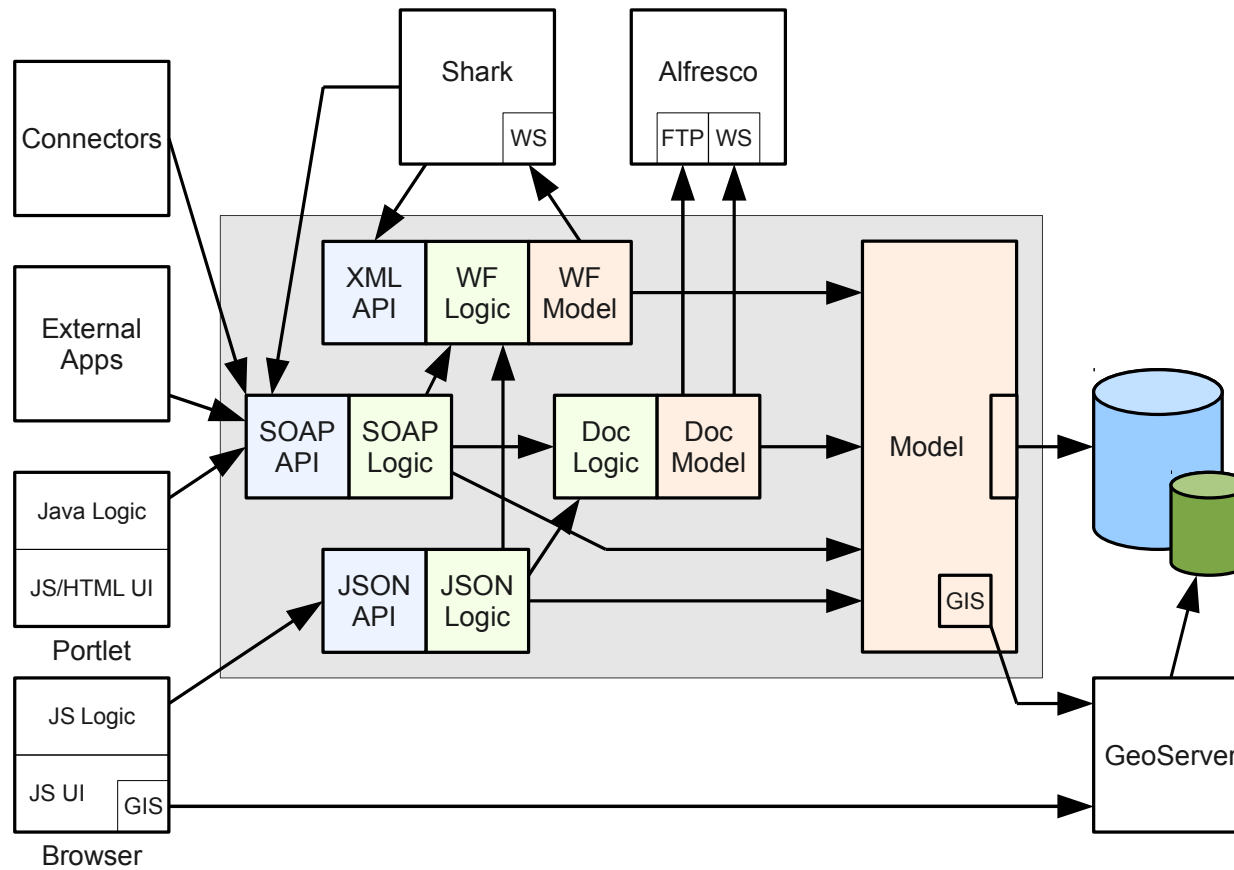 Shark
WS
Alfresco
FTP
WS
Connectors
XML
API
WF
Logic
WF
Model
External
Apps
SOAP
API
SOAP
Logic
Doc
Logic
Doc
Model
Model
Java Logic
JS/HTML UI
Portlet
JSON
API
JSON
Logic
GIS
JS Logic
JS UI
GIS
Browser
GeoServer